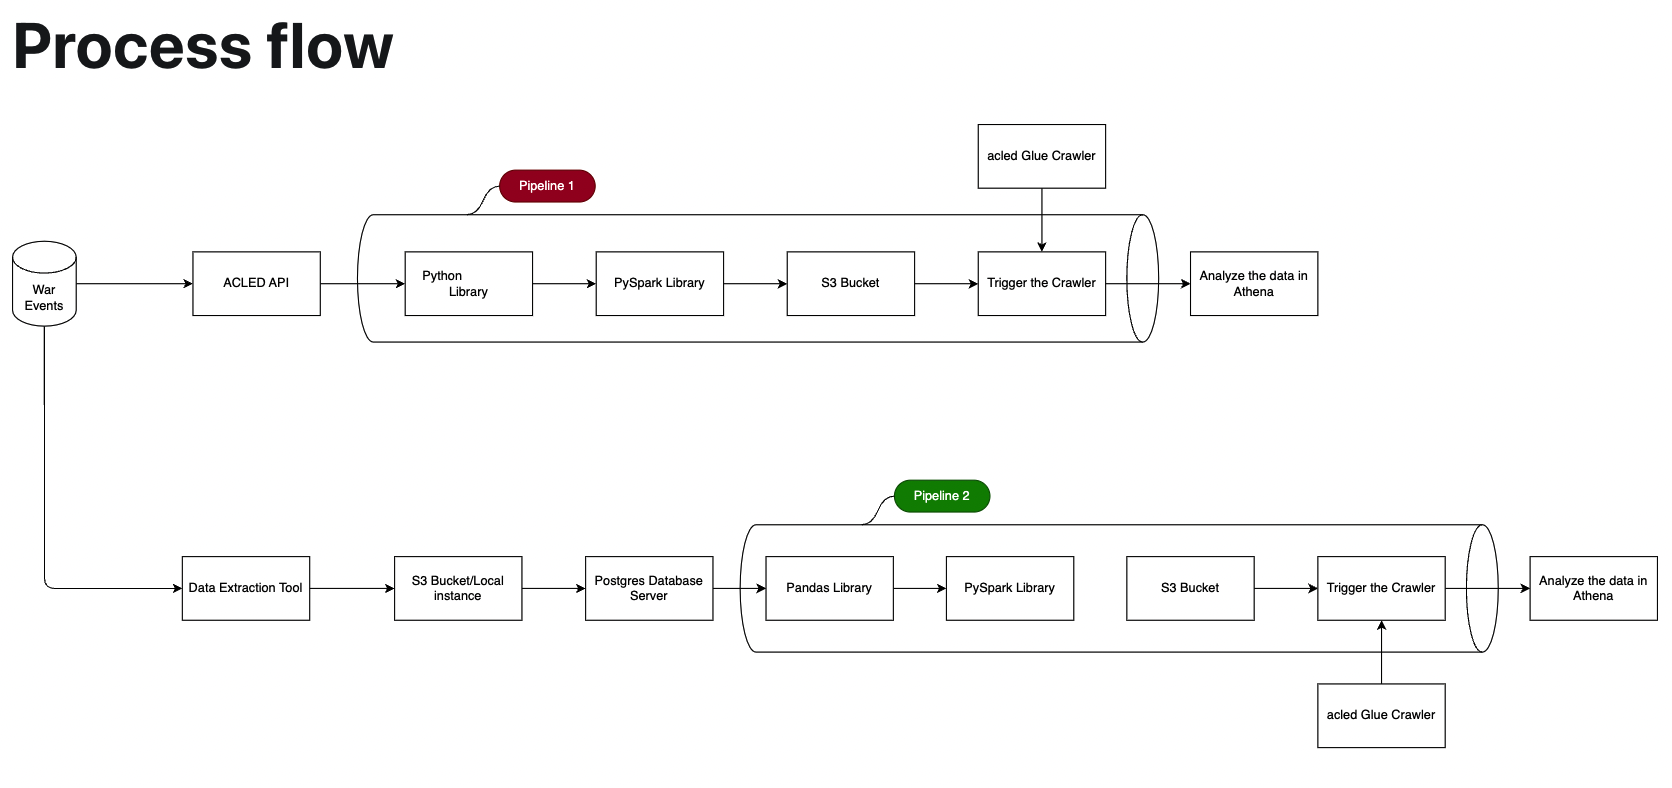 Process flow
acled Glue Crawler
Pipeline 1
War
Events
ACLED API
Python
Library
PySpark Library
S3 Bucket
Trigger the Crawler
Analyze the data in
Athena
Pipeline 2
Data Extraction Tool
S3 Bucket/Local
instance
Postgres Database
Server
Pandas Library
PySpark Library
S3 Bucket
Trigger the Crawler
Analyze the data in
Athena
acled Glue Crawler